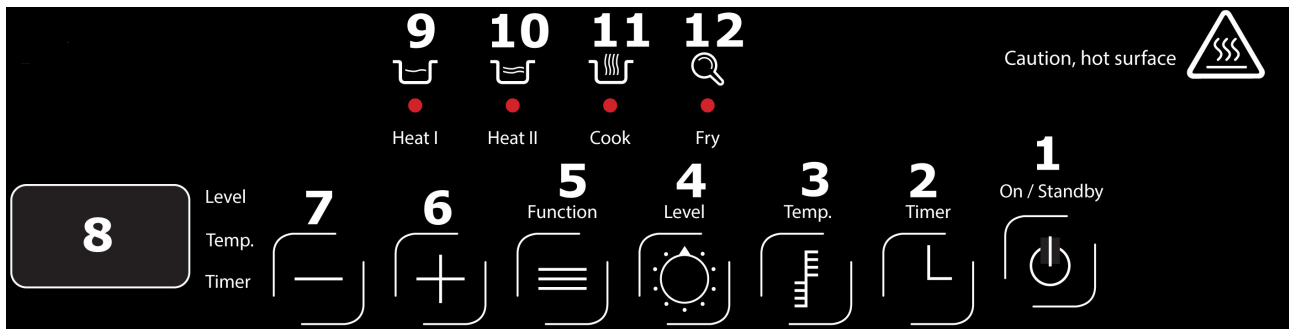 9 10 11 12
Caution, hot surface
Heat I Heat II Cook Fry
1
5 4 3 2
On / Standby
Level
7 6
Function Level Temp. Timer
8
Temp.
Timer